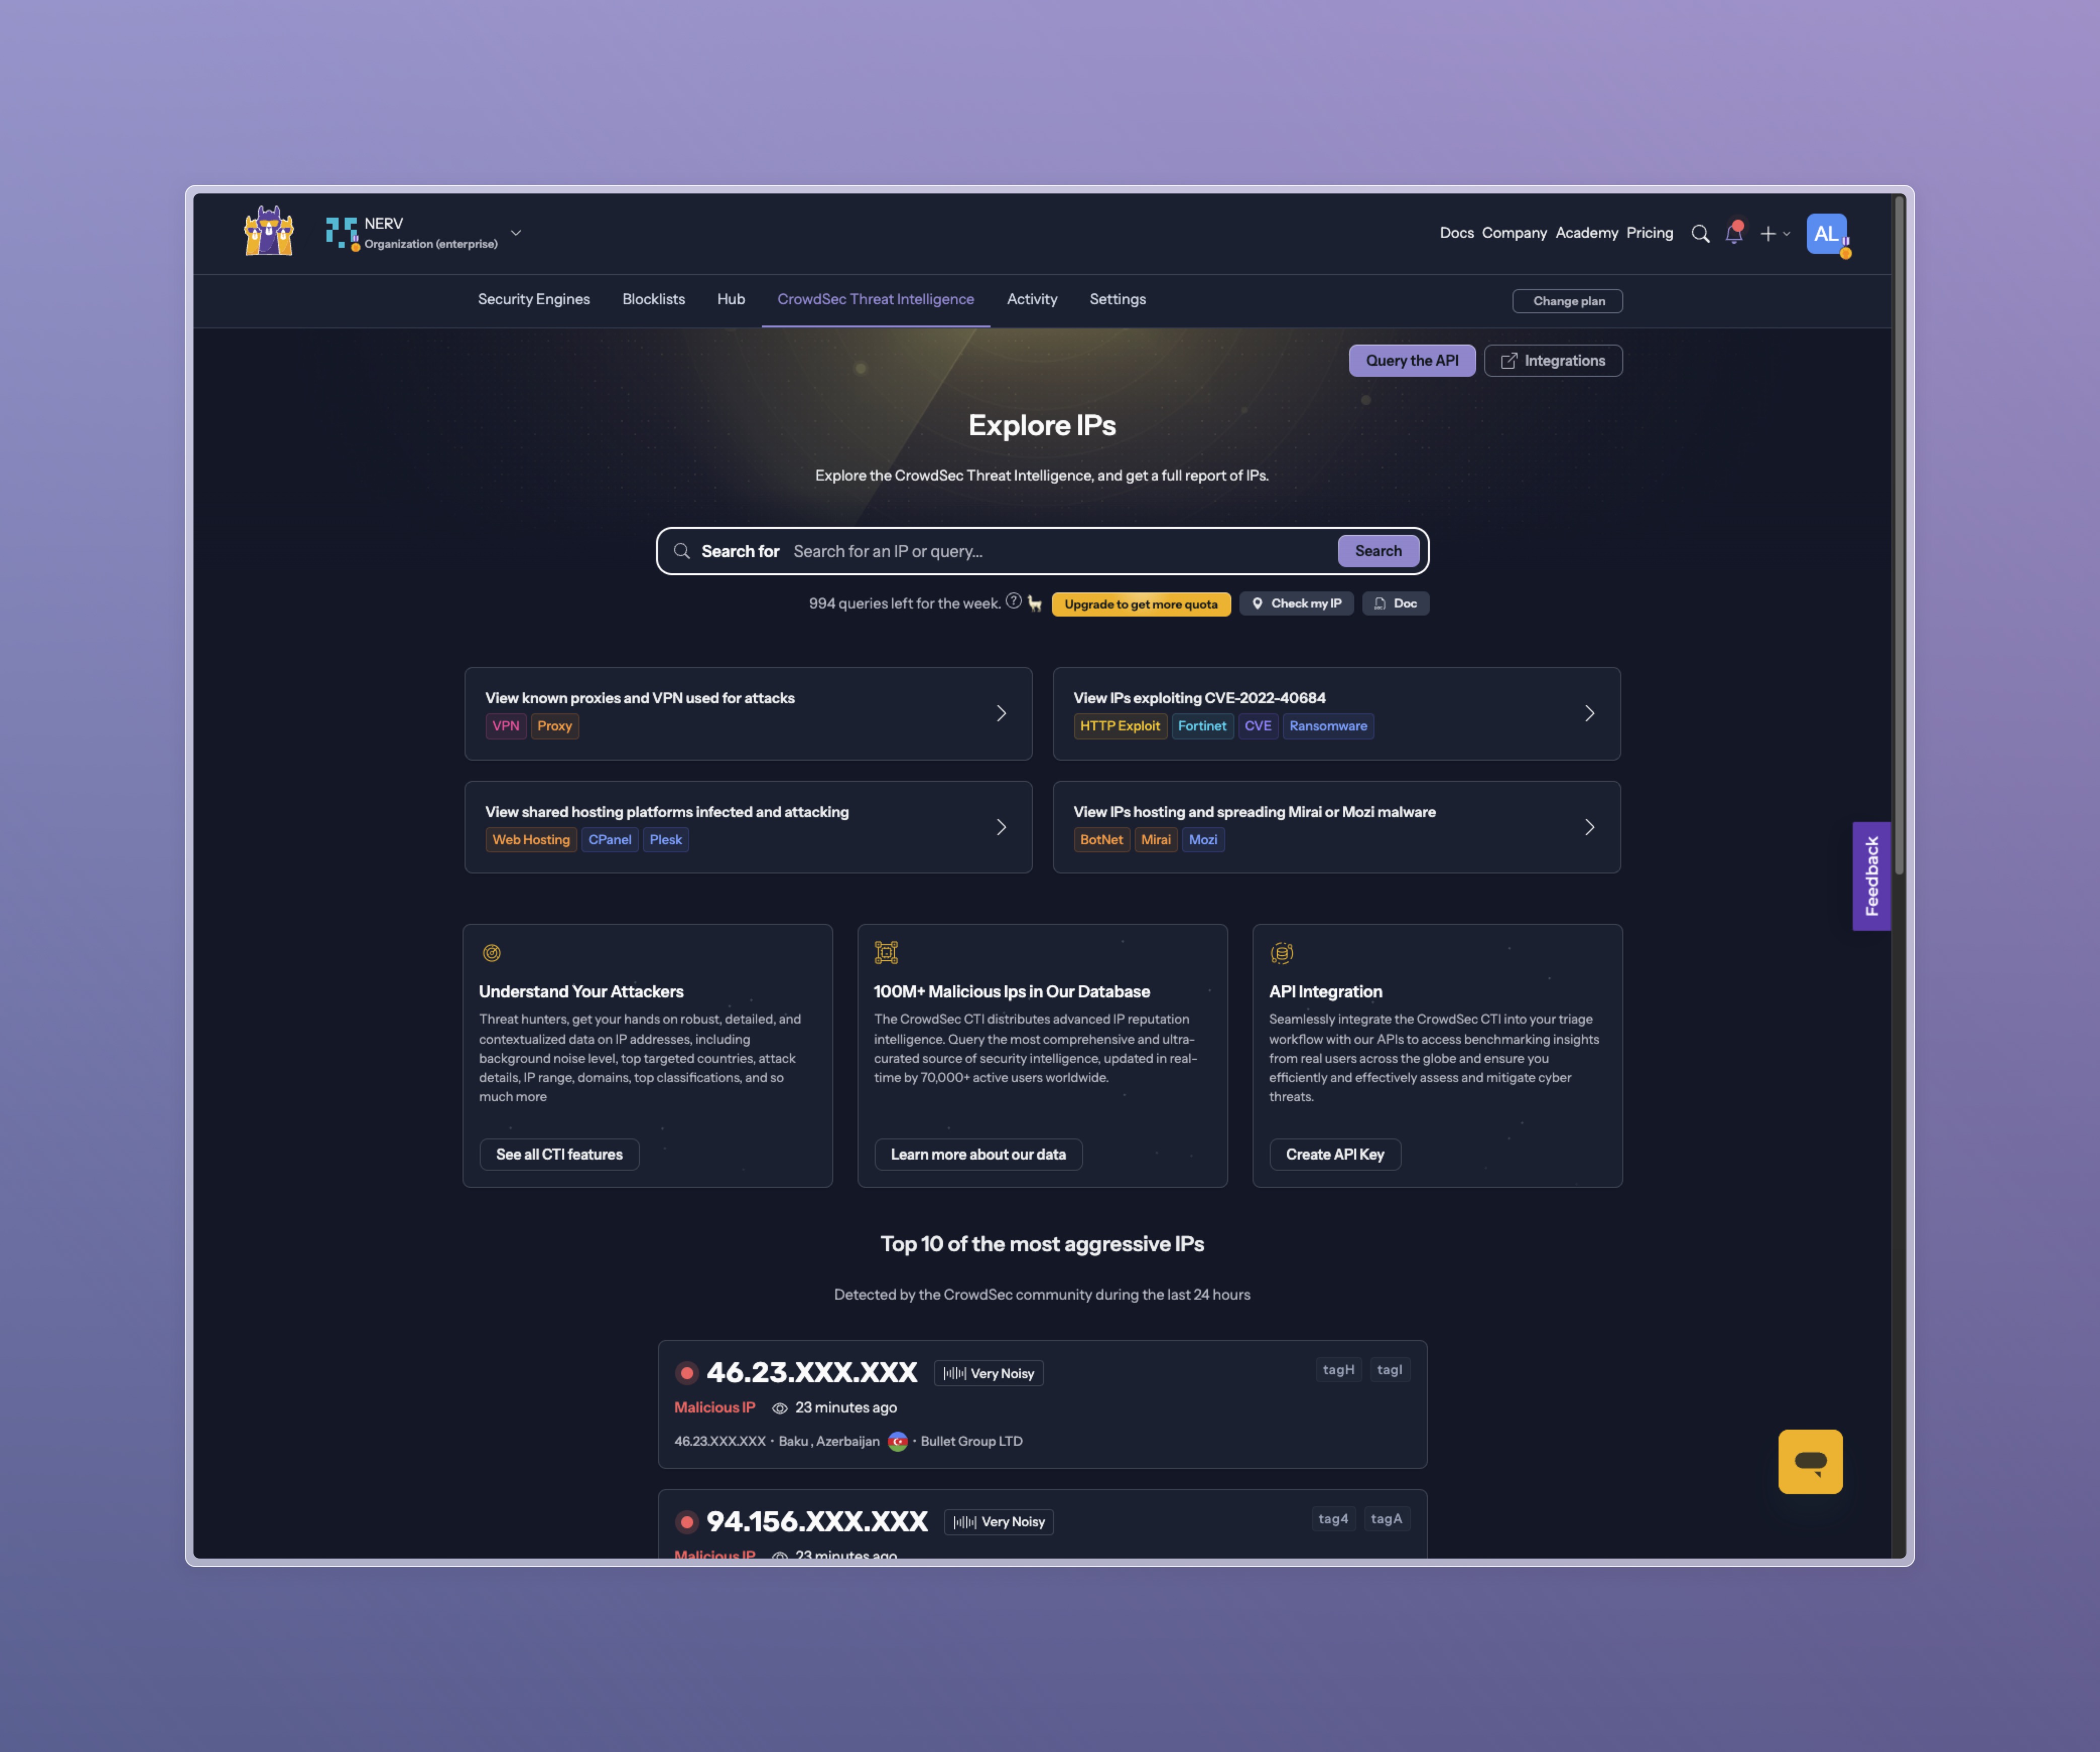 NERV
Organization (enterprise)
Docs Company Academy Pricing
AL
Security Engines Blocklists Hub CrowdSec Threat Intelligence Activity Settings
Change plan
Query the API Integrations
Explore IPs
Explore the CrowdSec Threat Intelligence, and get a full report of IPs.
Search for Search for an IP or query... Search
994 queries left for the week. ? Upgrade to get more quota Check my IP Doc
View known proxies and VPN used for attacks
VPN Proxy
View IPs exploiting CVE-2022-40684
HTTP Exploit Fortinet CVE Ransomware
View shared hosting platforms infected and attacking
Web Hosting CPanel Plesk
View IPs hosting and spreading Mirai or Mozi malware
BotNet Mirai Mozi
Feedback
Understand Your Attackers
Threat hunters, get your hands on robust, detailed, and
contextualized data on IP addresses, including
background noise level, top targeted countries, attack
details, IP range, domains, top classifications, and so
much more
See all CTI features
100M+ Malicious Ips in Our Database
The CrowdSec CTI distributes advanced IP reputation
intelligence. Query the most comprehensive and ultra-
curated source of security intelligence, updated in real-
time by 70,000+ active users worldwide.
Learn more about our data
API Integration
Seamlessly integrate the CrowdSec CTI into your triage
workflow with our APIs to access benchmarking insights
from real users across the globe and ensure you
efficiently and effectively assess and mitigate cyber
threats.
Create API Key
Top 10 of the most aggressive IPs
Detected by the CrowdSec community during the last 24 hours
46.23.XXX.XXX Very Noisy tagH tagI
Malicious IP 23 minutes ago
46.23.XXX.XXX · Baku , Azerbaijan · Bullet Group LTD
94.156.XXX.XXX Very Noisy tag4 tagA
Malicious IP 23 minutes ago